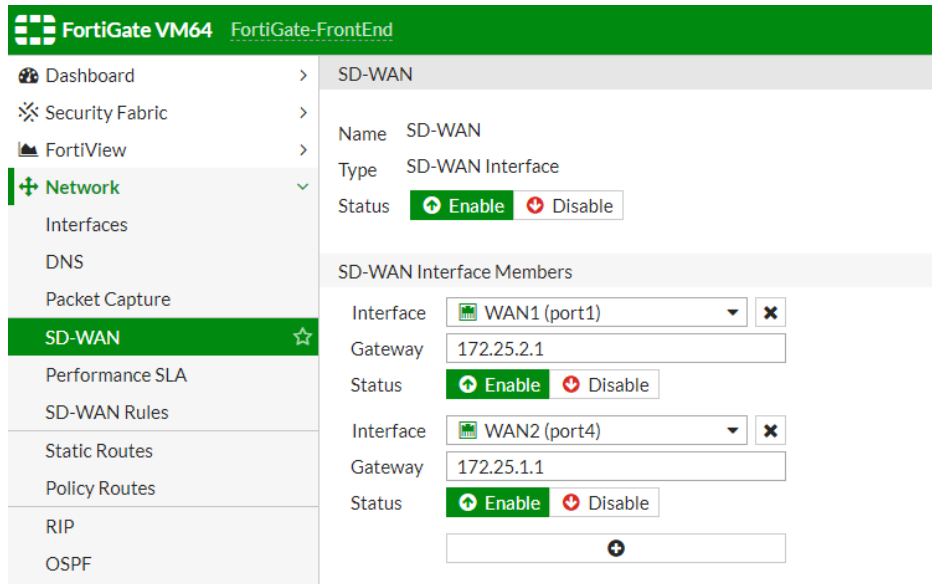 FortiGate VM64 FortiGate-FrontEnd
Dashboard
Security Fabric
FortiView
Network
Interfaces
DNS
Packet Capture
SD-WAN
Performance SLA
SD-WAN Rules
Static Routes
Policy Routes
RIP
OSPF
SD-WAN
Name SD-WAN
Type SD-WAN Interface
Status Enable Disable
SD-WAN Interface Members
Interface WAN1 (port1)
Gateway 172.25.2.1
Status Enable Disable
Interface WAN2 (port4)
Gateway 172.25.1.1
Status Enable Disable